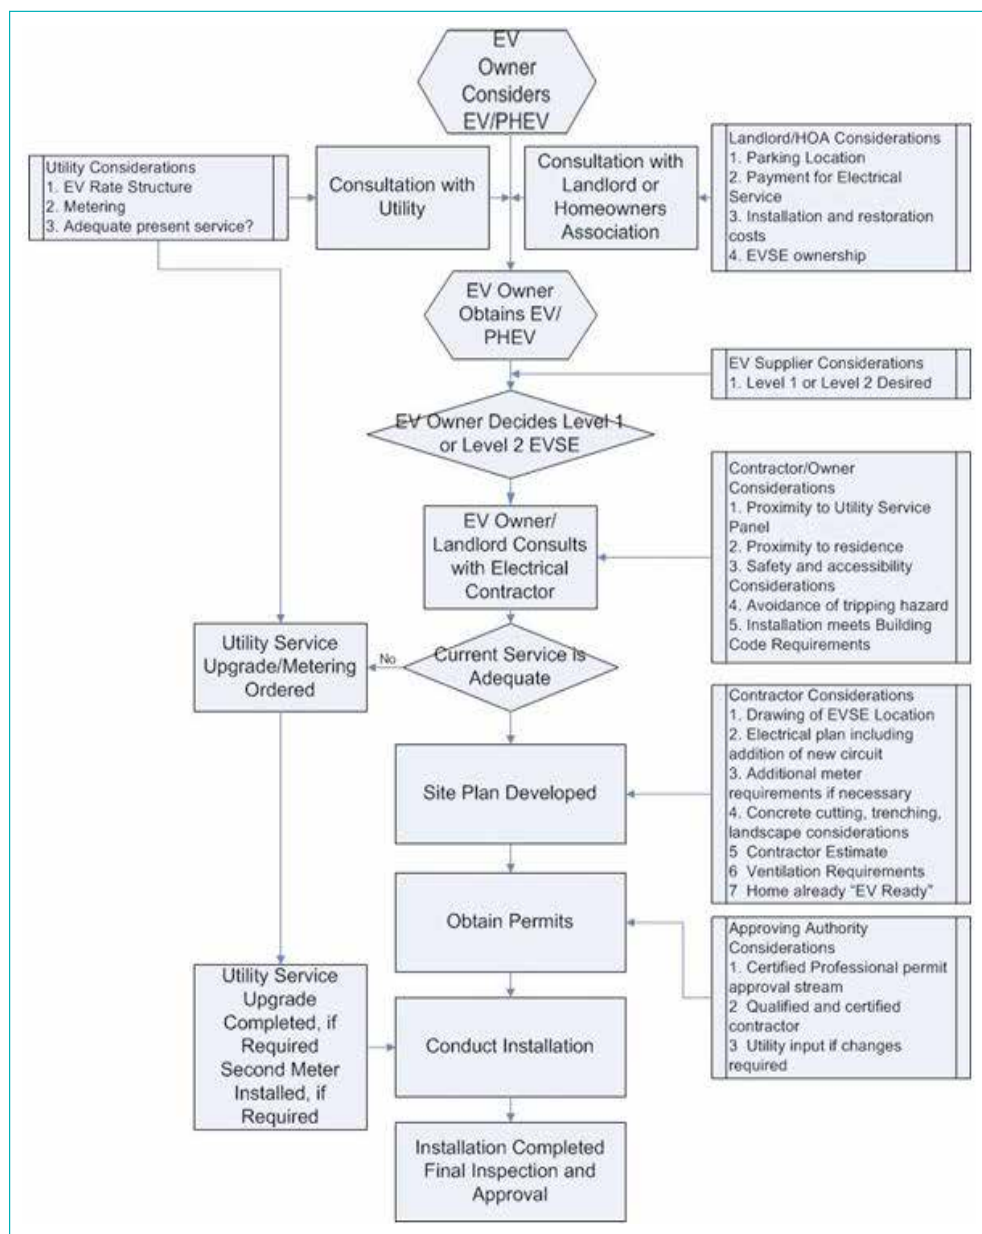 EV
Owner
Considers
EV/PHEV
Utility Considerations
1. EV Rate Structure
2. Metering
3. Adequate present service?
Consultation with
Utility
Consultation with
Landlord or
Homeowners
Association
Landlord/HOA Considerations
1. Parking Location
2. Payment for Electrical
Service
3. Installation and restoration
costs
4. EVSE ownership
EV Owner
Obtains EV/
PHEV
EV Supplier Considerations
1. Level 1 or Level 2 Desired
EV Owner Decides Level 1
or Level 2 EVSE
Contractor/Owner
Considerations
1. Proximity to Utility Service
Panel
2. Proximity to residence
3. Safety and accessibility
Considerations
4. Avoidance of tripping hazard
5. Installation meets Building
Code Requirements
EV Owner/
Landlord Consults
with Electrical
Contractor
Utility Service
Upgrade/Metering
Ordered
No
Current Service is
Adequate
Contractor Considerations
1. Drawing of EVSE Location
2. Electrical plan including
addition of new circuit
3. Additional meter
requirements if necessary
4. Concrete cutting, trenching,
landscape considerations
5 Contractor Estimate
6 Ventilation Requirements
7 Home already “EV Ready”
Site Plan Developed
Obtain Permits
Approving Authority
Considerations
1. Certified Professional permit
approval stream
2 Qualified and certified
contractor
3 Utility input if changes
required
Utility Service
Upgrade
Completed, if
Required
Second Meter
Installed, if
Required
Conduct Installation
Installation Completed
Final Inspection and
Approval